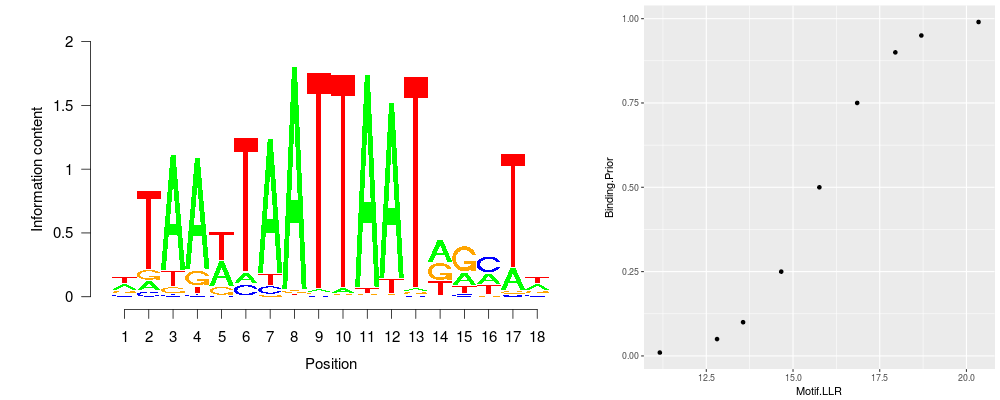 2
1.5
1
0.5
0
Information content
1 2 3 4 5 6 7 8 9 10 11 12 13 14 15 16 17 18
Position
T T A A T T A A T T A A T A G C T T
1.00
0.75
0.50
0.25
0.00
Binding.Prior
12.5 15.0 17.5 20.0
Motif.LLR